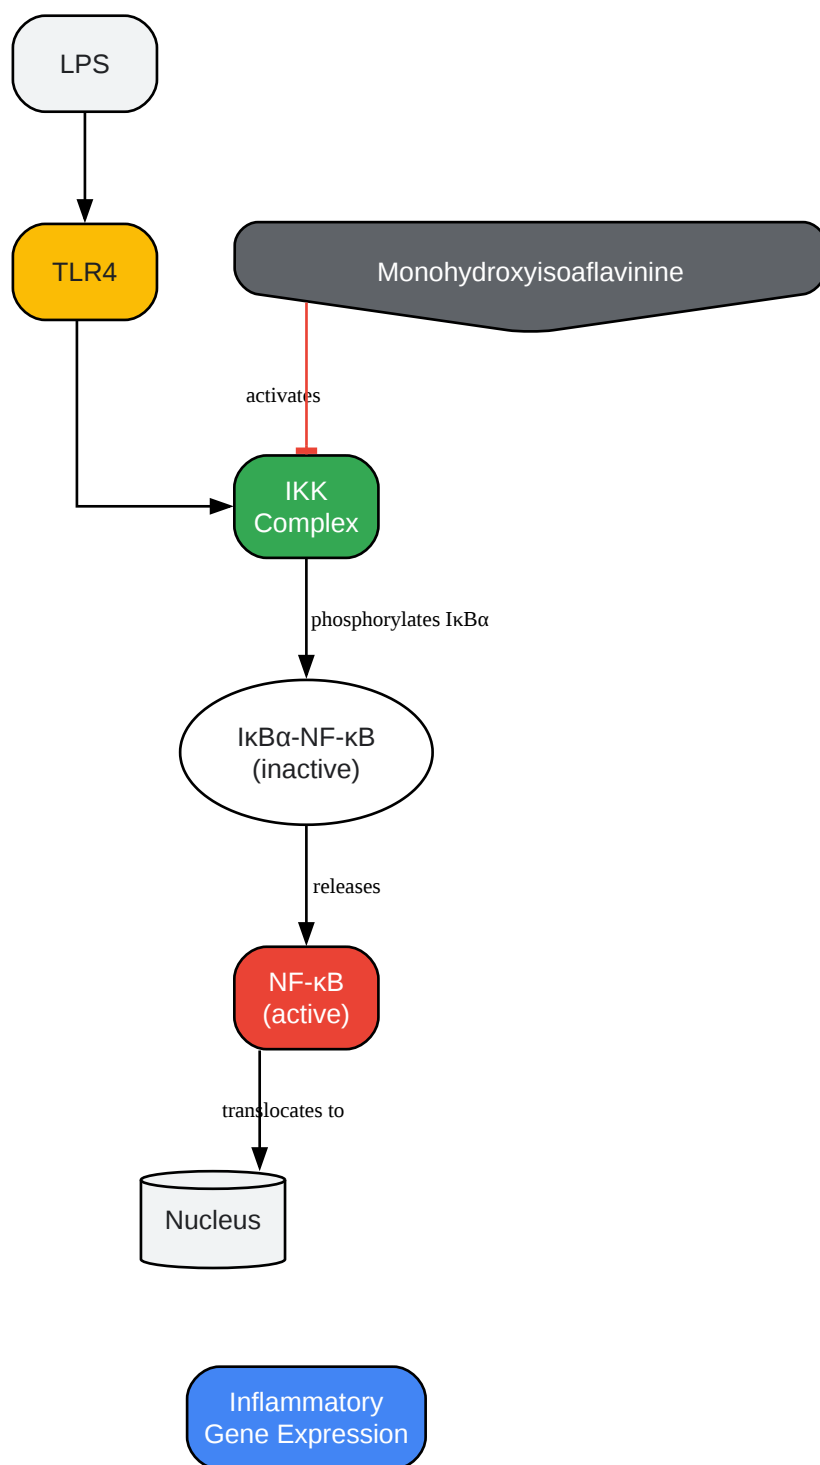 LPS
TLR4
Monohydroxyisoaflavinine
activates
IKK
Complex
phosphorylates IκBα
IκBα-NF-κB
(inactive)
releases
NF-κB
(active)
translocates to
Nucleus
Inflammatory
Gene Expression